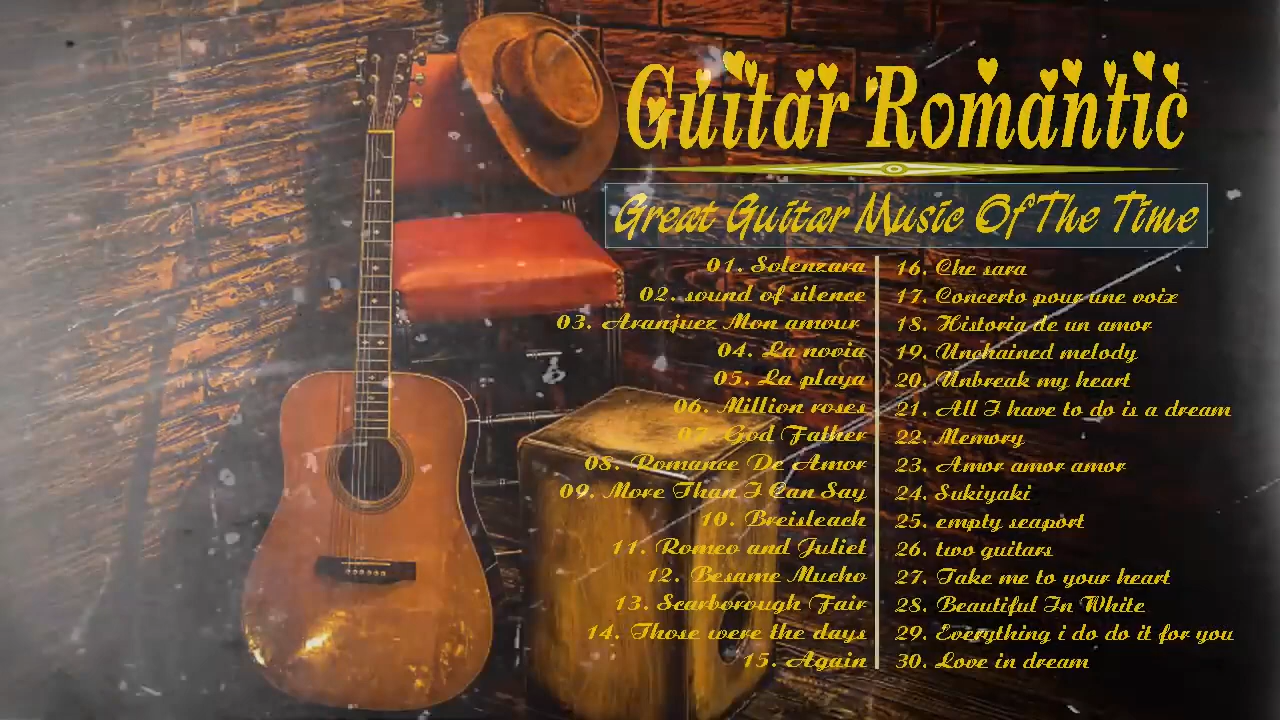 Guitar Romantic
Great Guitar Music Of The Time
01. Solenzara
02. sound of silence
03. Aranjuez Mon amour
04. La novia
05. La playa
06. Million roses
07. God Father
08. Romance De Amor
09. More Than I Can Say
10. Breisleach
11. Romeo and Juliet
12. Besame Mucho
13. Scarborough Fair
14. Those were the days
15. Again
16. Che sara
17. Concerto pour une voix
18. Historia de un amor
19. Unchained melody
20. Unbreak my heart
21. All I have to do is a dream
22. Memory
23. Amor amor amor
24. Sukiyaki
25. empty seaport
26. two guitars
27. Take me to your heart
28. Beautiful In White
29. Everything i do do it for you
30. Love in dream